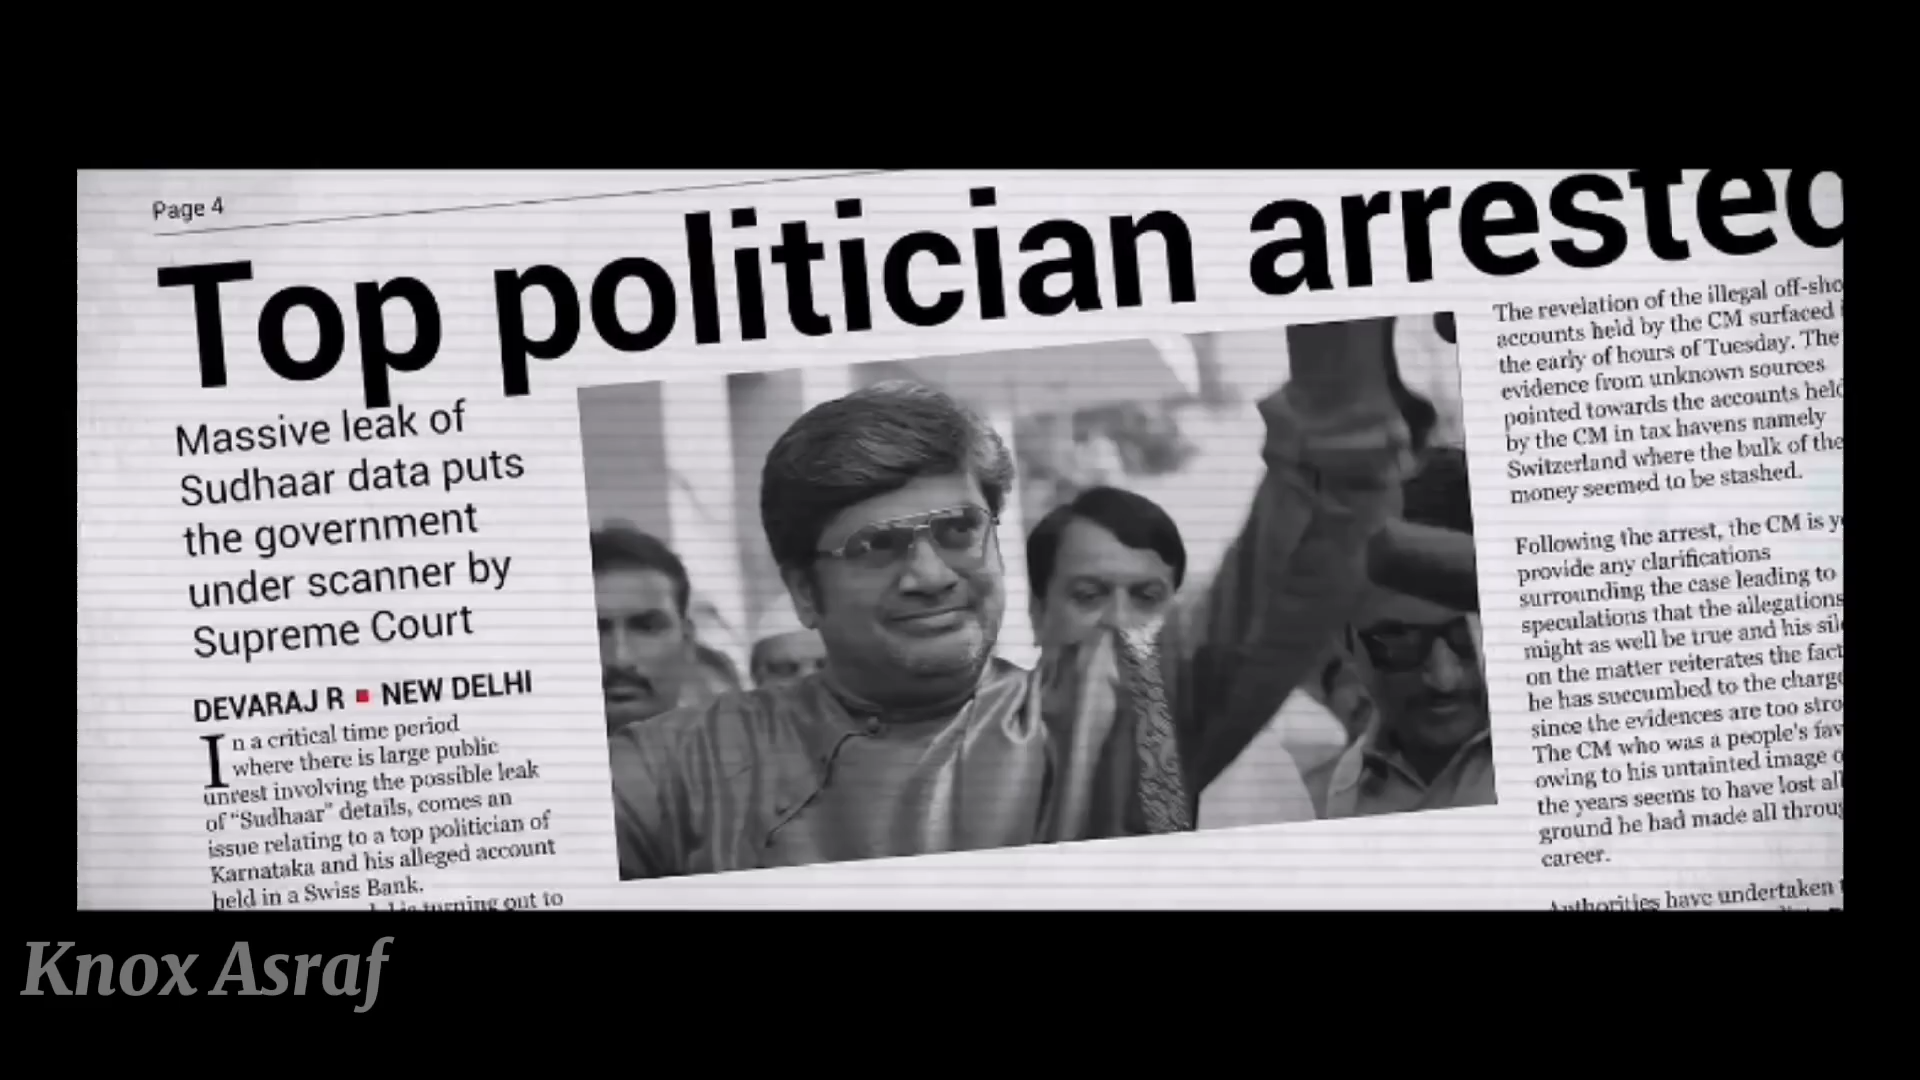 Page 4
Top politician arrested
Massive leak of
Sudhaar data puts
the government
under scanner by
Supreme Court
DEVARAJ R ▪ NEW DELHI
In a critical time period
where there is large public
unrest involving the possible leak
of “Sudhaar” details, comes an
issue relating to a top politician of
Karnataka and his alleged account
held in a Swiss Bank.
turning out to
The revelation of the illegal off-sho
accounts held by the CM surfaced
the early of hours of Tuesday. The
evidence from unknown sources
pointed towards the accounts held
by the CM in tax havens namely
Switzerland where the bulk of the
money seemed to be stashed.
Following the arrest, the CM is y
provide any clarifications
surrounding the case leading to
speculations that the allegations
might as well be true and his sil
on the matter reiterates the fact
he has succumbed to the charge
since the evidences are too stro
The CM who was a people's fav
owing to his untainted image o
the years seems to have lost all
ground he had made all throug
career.
Authorities have undertaken
Knox Asraf